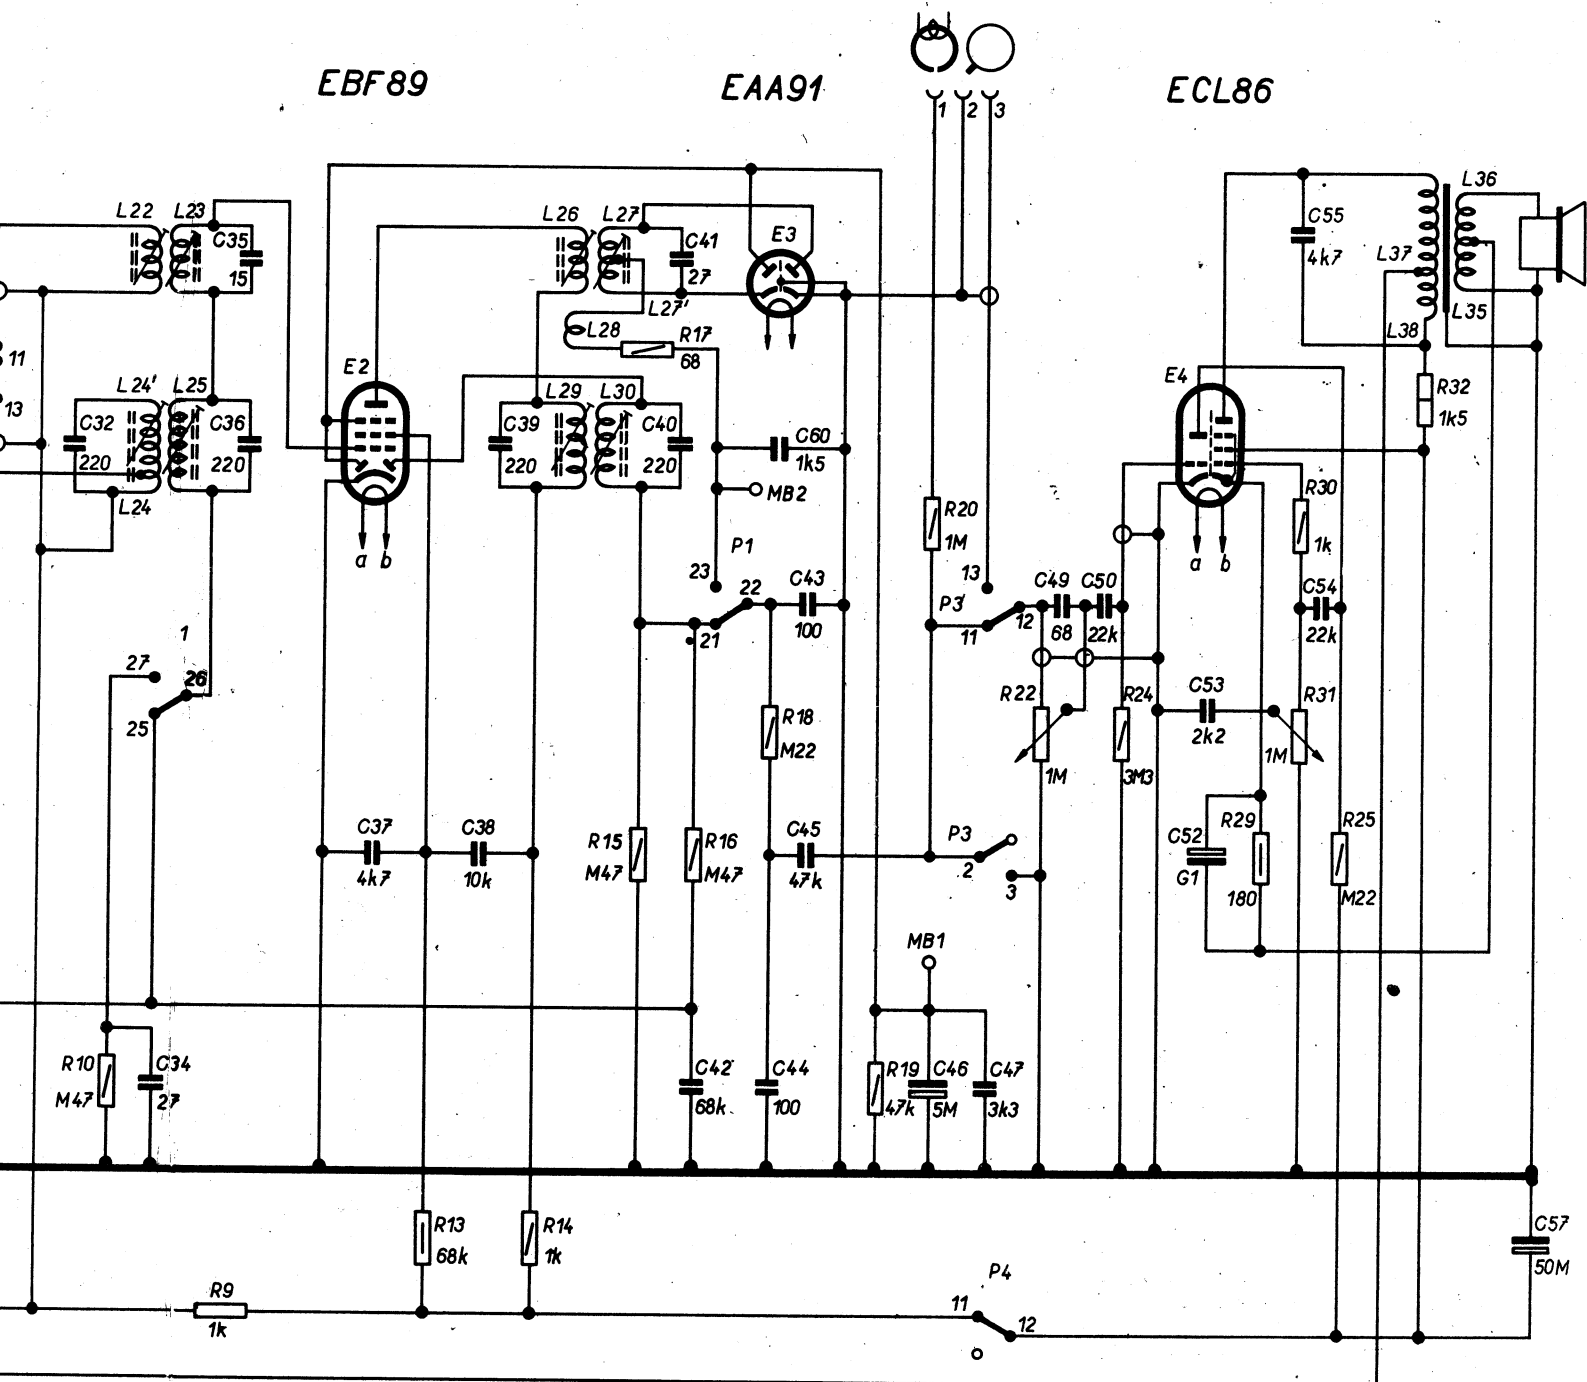 EBF89
EAA91
ECL86
1
2
3
L22
L23
C35
15
L26
L27
C41
27
E3
L27'
L28
R17
68
C55
4k7
L36
L37
L35
L38
11
13
E2
E4
R32
1k5
L24'
L25
C32
220
C36
220
L24
L29
L30
C39
220
C40
220
C60
1k5
MB2
a
b
P1
23
22
21
C43
100
R20
1M
13
P3'
11
12
C49
68
C50
22k
a
b
R30
1k
C54
22k
1
27
26
25
R18
M22
R22
1M
R24
3M3
C53
2k2
R31
1M
C37
4k7
C38
10k
R15
M47
R16
M47
C45
47k
P3
2
3
C52
G1
R29
180
R25
M22
MB1
R10
M47
C34
27
C42
68k
C44
100
R19
47k
C46
5M
C47
3k3
R13
68k
R14
1k
C57
50M
R9
1k
P4
11
12